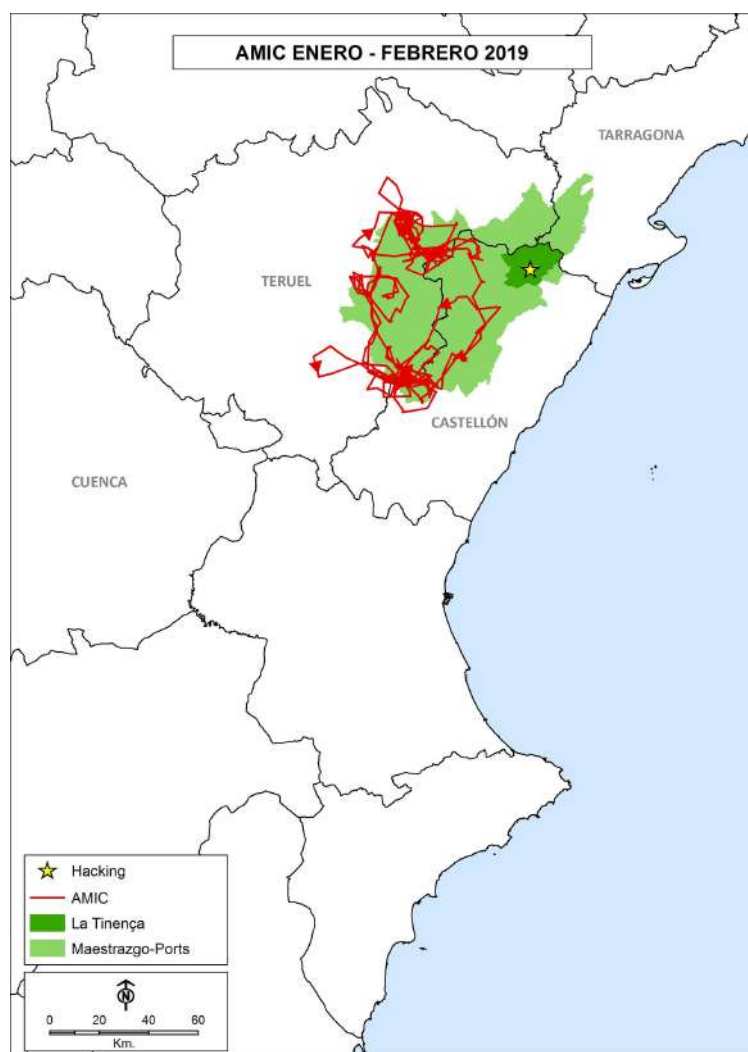 AMIC ENERO - FEBRERO 2019
TARRAGONA
TERUEL
CASTELLÓN
CUENCA
Hacking
AMIC
La Tinença
Maestrazgo-Ports
N
0 20 40 60
Km.